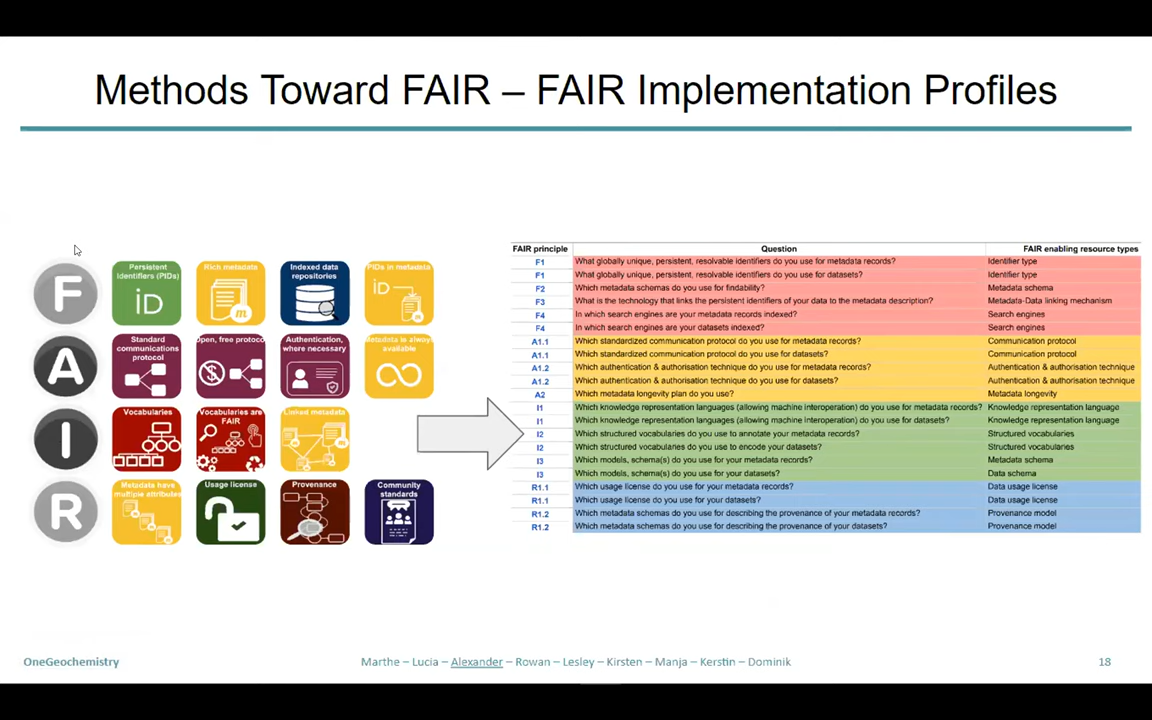 Methods Toward FAIR – FAIR Implementation Profiles
F
Persistent
Identifiers (PIDs)
iD
Rich metadata
m
Indexed data
repositories
PIDs in metadata
iD
A
Standard
communications
protocol
Open, free protoco
Authentication,
where necessary
Metadata is always
available
I
Vocabularies
Vocabularies are
FAIR
Linked metadata
R
Metadata have
multiple attributes
Usage license
Provenance
Community
standards
FAIR principle Question FAIR enabling resource types
F1 What globally unique, persistent, resolvable identifiers do you use for metadata records? Identifier type
F1 What globally unique, persistent, resolvable identifiers do you use for datasets? Identifier type
F2 Which metadata schemas do you use for findability? Metadata schema
F3 What is the technology that links the persistent identifiers of your data to the metadata description? Metadata-Data linking mechanism
F4 In which search engines are your metadata records indexed? Search engines
F4 In which search engines are your datasets indexed? Search engines
A1.1 Which standardized communication protocol do you use for metadata records? Communication protocol
A1.1 Which standardized communication protocol do you use for datasets? Communication protocol
A1.2 Which authentication & authorisation technique do you use for metadata records? Authentication & authorisation technique
A1.2 Which authentication & authorisation technique do you use for datasets? Authentication & authorisation technique
A2 Which metadata longevity plan do you use? Metadata longevity
I1 Which knowledge representation languages (allowing machine interoperation) do you use for metadata records? Knowledge representation language
I1 Which knowledge representation languages (allowing machine interoperation) do you use for datasets? Knowledge representation language
I2 Which structured vocabularies do you use to annotate your metadata records? Structured vocabularies
I2 Which structured vocabularies do you use to encode your datasets? Structured vocabularies
I3 Which models, schema(s) do you use for your metadata records? Metadata schema
I3 Which models, schema(s) do you use for your datasets? Data schema
R1.1 Which usage license do you use for your metadata records? Data usage license
R1.1 Which usage license do you use for your datasets? Data usage license
R1.2 Which metadata schemas do you use for describing the provenance of your metadata records? Provenance model
R1.2 Which metadata schemas do you use for describing the provenance of your datasets? Provenance model
OneGeochemistry
Marthe – Lucia – Alexander – Rowan – Lesley – Kirsten – Manja – Kerstin – Dominik
18